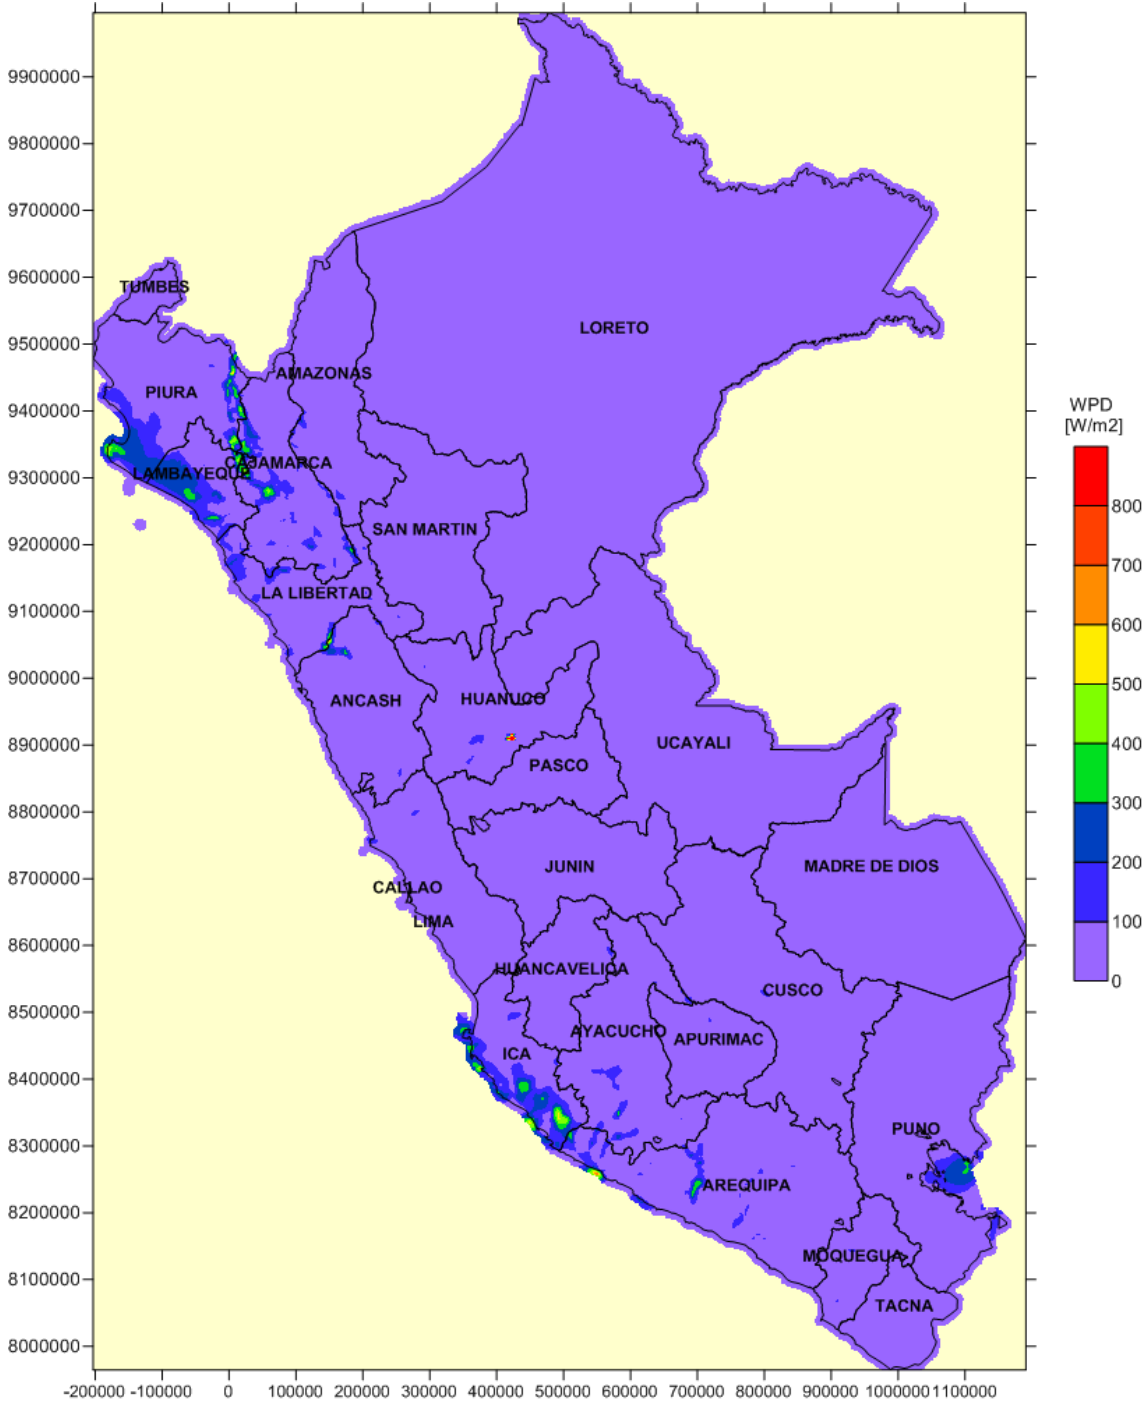 9900000
9800000
9700000
9600000
TUMBES
LORETO
9500000
AMAZONAS
PIURA
9400000
WPD
[W/m2]
CAJAMARCA
LAMBAYEQUE
9300000
800
SAN MARTIN
9200000
700
LA LIBERTAD
9100000
600
9000000
500
ANCASH
HUANUCO
8900000
UCAYALI
400
PASCO
8800000
300
JUNIN
MADRE DE DIOS
200
8700000
CALLAO
LIMA
100
8600000
HUANCAVELICA
0
CUSCO
8500000
AYACUCHO
APURIMAC
ICA
8400000
PUNO
8300000
AREQUIPA
8200000
MOQUEGUA
8100000
TACNA
8000000
-200000 -100000 0 100000 200000 300000 400000 500000 600000 700000 800000 900000 1000000 1100000